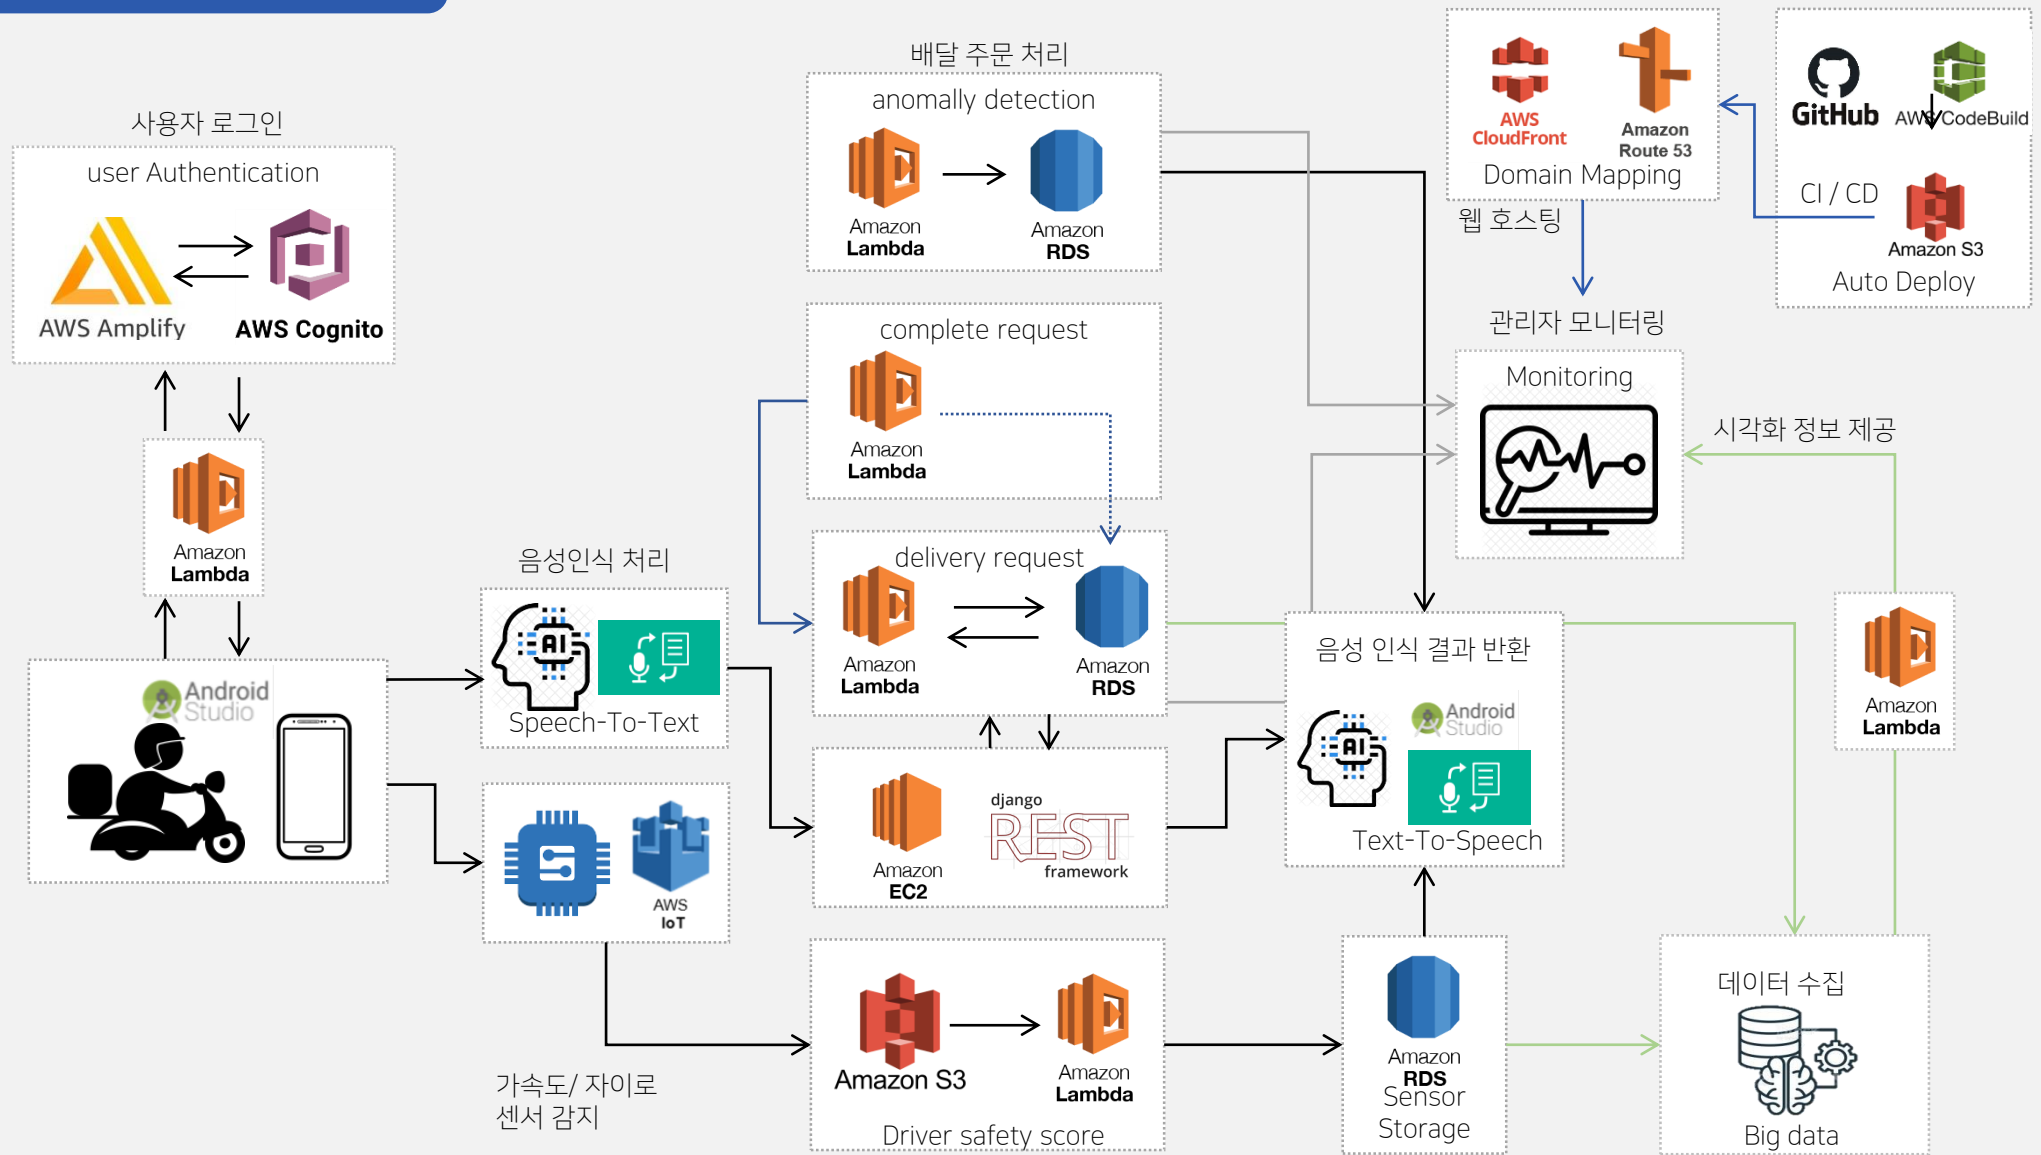 사용자 로그인
user Authentication
AWS Amplify
AWS Cognito
Amazon
Lambda
Android
Studio
음성인식 처리
AI
Speech-To-Text
AWS
IoT
가속도/ 자이로
센서 감지
배달 주문 처리
anomally detection
Amazon
Lambda
Amazon
RDS
complete request
Amazon
Lambda
delivery request
Amazon
Lambda
Amazon
RDS
Amazon
EC2
django
REST
framework
Amazon S3
Amazon
Lambda
Driver safety score
AWS
CloudFront
Amazon
Route 53
Domain Mapping
웹 호스팅
GitHub
AWS CodeBuild
CI / CD
Amazon S3
Auto Deploy
관리자 모니터링
Monitoring
시각화 정보 제공
음성 인식 결과 반환
AI
Android
Studio
Text-To-Speech
Amazon
Lambda
Amazon
RDS
Sensor
Storage
데이터 수집
Big data